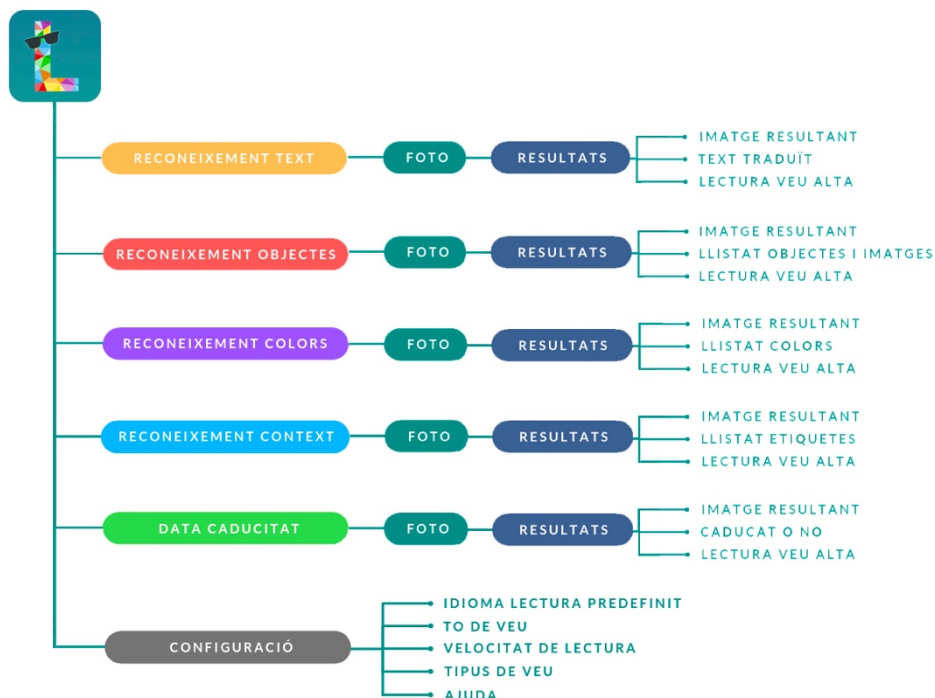 L
RECONEIXEMENT TEXT
FOTO
RESULTATS
IMATGE RESULTANT
TEXT TRADUÏT
LECTURA VEU ALTA
RECONEIXEMENT OBJECTES
FOTO
RESULTATS
IMATGE RESULTANT
LLISTAT OBJECTES I IMATGES
LECTURA VEU ALTA
RECONEIXEMENT COLORS
FOTO
RESULTATS
IMATGE RESULTANT
LLISTAT COLORS
LECTURA VEU ALTA
RECONEIXEMENT CONTEXT
FOTO
RESULTATS
IMATGE RESULTANT
LLISTAT ETIQUETES
LECTURA VEU ALTA
DATA CADUCITAT
FOTO
RESULTATS
IMATGE RESULTANT
CADUCAT O NO
LECTURA VEU ALTA
CONFIGURACIÓ
IDIOMA LECTURA PREDEFINIT
TO DE VEU
VELOCITAT DE LECTURA
TIPUS DE VEU
AJUDA